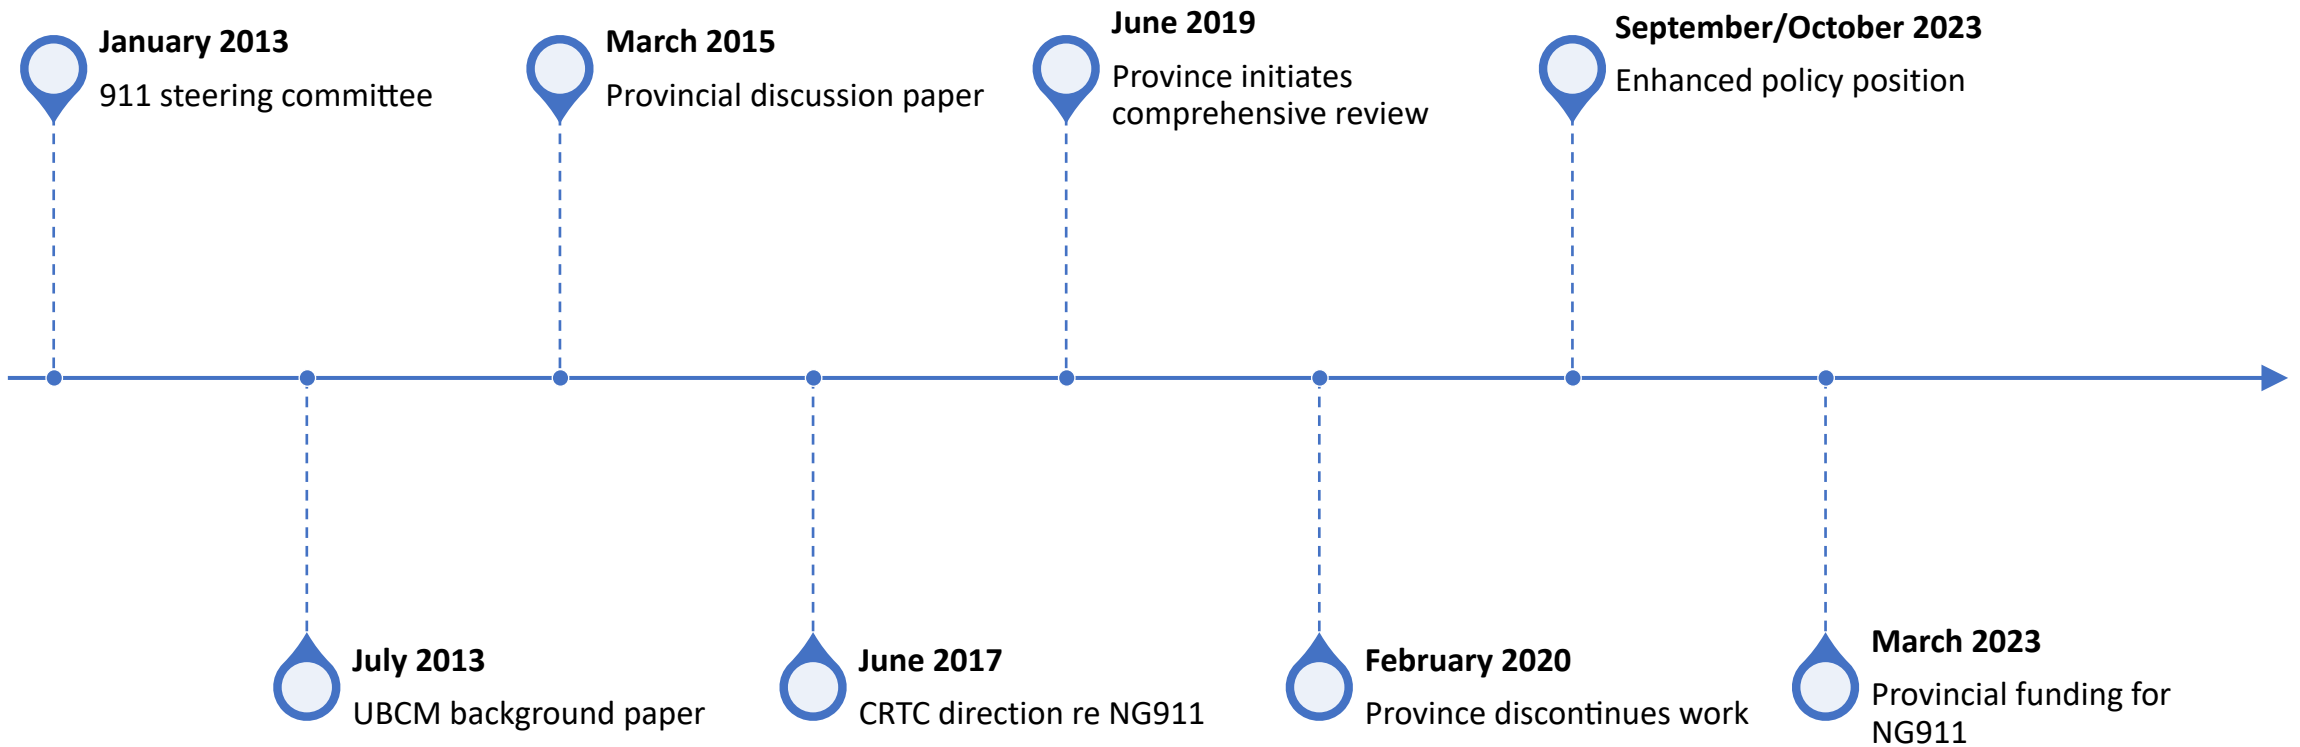 January 2013
911 steering committee
March 2015
Provincial discussion paper
June 2019
Province initiates
comprehensive review
September/October 2023
Enhanced policy position
July 2013
UBCM background paper
June 2017
CRTC direction re NG911
February 2020
Province discontinues work
March 2023
Provincial funding for
NG911